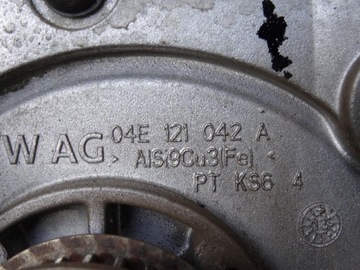 04E 121 042 A
W AG > AlSi9Cu3(Fe) <
PT KS6 4